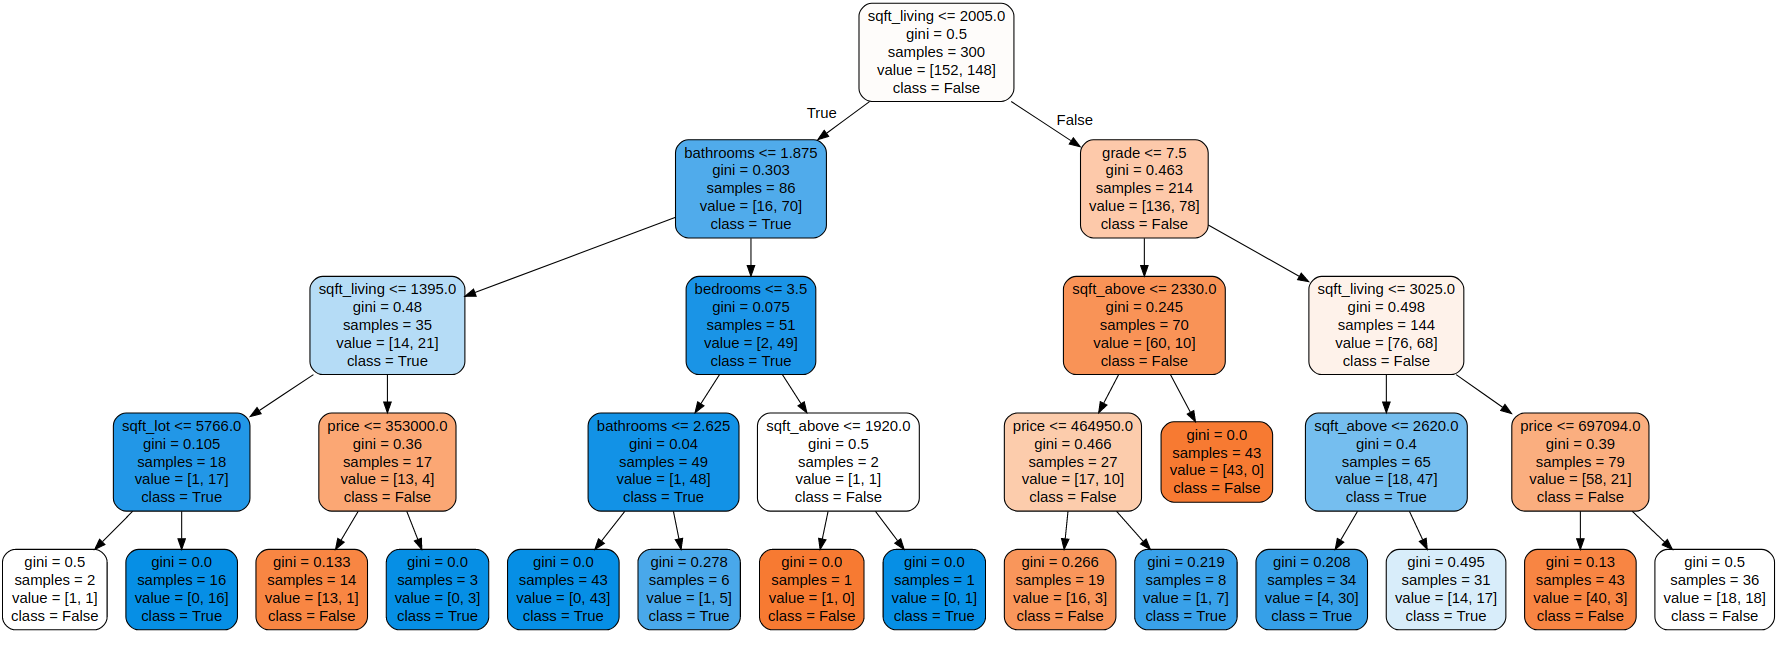 sqft_living <= 2005.0
gini = 0.5
samples = 300
value = [152, 148]
class = False
True
False
bathrooms <= 1.875
gini = 0.303
samples = 86
value = [16, 70]
class = True
grade <= 7.5
gini = 0.463
samples = 214
value = [136, 78]
class = False
sqft_living <= 1395.0
gini = 0.48
samples = 35
value = [14, 21]
class = True
bedrooms <= 3.5
gini = 0.075
samples = 51
value = [2, 49]
class = True
sqft_above <= 2330.0
gini = 0.245
samples = 70
value = [60, 10]
class = False
sqft_living <= 3025.0
gini = 0.498
samples = 144
value = [76, 68]
class = False
sqft_lot <= 5766.0
gini = 0.105
samples = 18
value = [1, 17]
class = True
price <= 353000.0
gini = 0.36
samples = 17
value = [13, 4]
class = False
bathrooms <= 2.625
gini = 0.04
samples = 49
value = [1, 48]
class = True
sqft_above <= 1920.0
gini = 0.5
samples = 2
value = [1, 1]
class = False
price <= 464950.0
gini = 0.466
samples = 27
value = [17, 10]
class = False
gini = 0.0
samples = 43
value = [43, 0]
class = False
sqft_above <= 2620.0
gini = 0.4
samples = 65
value = [18, 47]
class = True
price <= 697094.0
gini = 0.39
samples = 79
value = [58, 21]
class = False
gini = 0.5
samples = 2
value = [1, 1]
class = False
gini = 0.0
samples = 16
value = [0, 16]
class = True
gini = 0.133
samples = 14
value = [13, 1]
class = False
gini = 0.0
samples = 3
value = [0, 3]
class = True
gini = 0.0
samples = 43
value = [0, 43]
class = True
gini = 0.278
samples = 6
value = [1, 5]
class = True
gini = 0.0
samples = 1
value = [1, 0]
class = False
gini = 0.0
samples = 1
value = [0, 1]
class = True
gini = 0.266
samples = 19
value = [16, 3]
class = False
gini = 0.219
samples = 8
value = [1, 7]
class = True
gini = 0.208
samples = 34
value = [4, 30]
class = True
gini = 0.495
samples = 31
value = [14, 17]
class = True
gini = 0.13
samples = 43
value = [40, 3]
class = False
gini = 0.5
samples = 36
value = [18, 18]
class = False